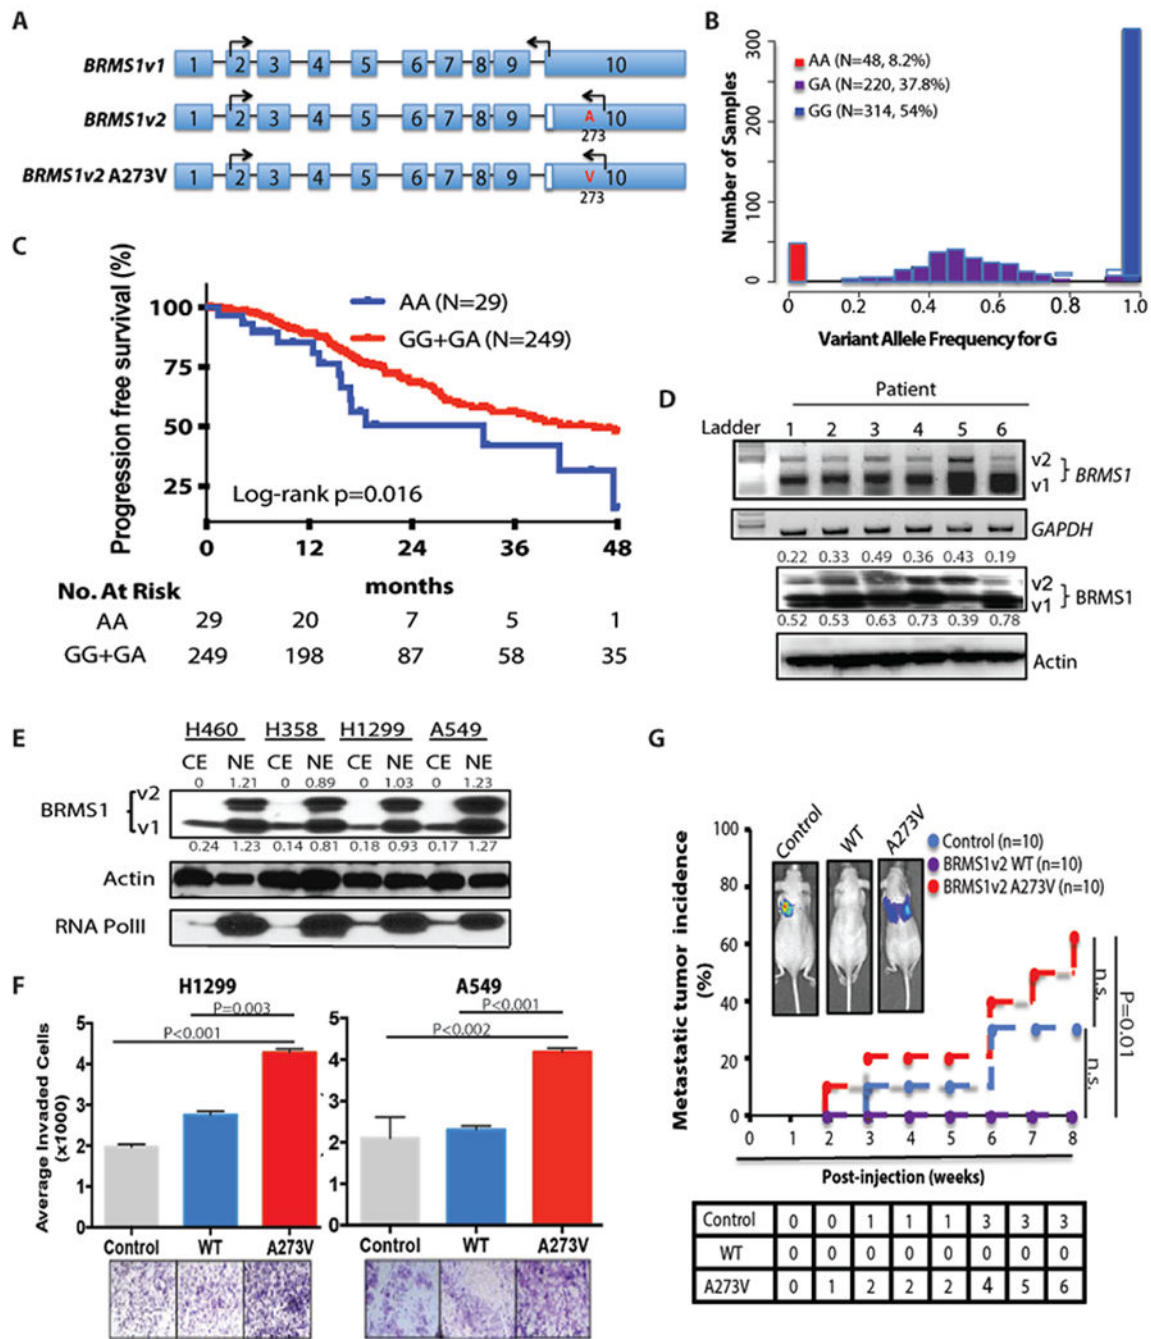 A
BRMS1v1
1 2 3 4 5 6 7 8 9 10
BRMS1v2
1 2 3 4 5 6 7 8 9 A 10
273
BRMS1v2 A273V
1 2 3 4 5 6 7 8 9 V 10
273
B
Number of Samples
300
200
100
0
AA (N=48, 8.2%)
GA (N=220, 37.8%)
GG (N=314, 54%)
0.0 0.2 0.4 0.6 0.8 1.0
Variant Allele Frequency for G
C
Progression free survival (%)
100
75
50
25
AA (N=29)
GG+GA (N=249)
Log-rank p=0.016
0 12 24 36 48
months
No. At Risk
AA 29 20 7 5 1
GG+GA 249 198 87 58 35
D
Patient
Ladder 1 2 3 4 5 6
v2
v1
BRMS1
GAPDH
0.22 0.33 0.49 0.36 0.43 0.19
v2
v1
BRMS1
0.52 0.53 0.63 0.73 0.39 0.78
Actin
E
H460 H358 H1299 A549
CE NE CE NE CE NE CE NE
0 1.21 0 0.89 0 1.03 0 1.23
BRMS1
v2
v1
0.24 1.23 0.14 0.81 0.18 0.93 0.17 1.27
Actin
RNA PolII
F
H1299
P=0.003
P<0.001
Average Invaded Cells
(x1000)
5
4
3
2
1
0
Control WT A273V
A549
P<0.001
P<0.002
5
4
3
2
1
0
Control WT A273V
G
Metastatic tumor incidence
(%)
100
80
60
40
20
0
Control
WT
A273V
Control (n=10)
BRMS1v2 WT (n=10)
BRMS1v2 A273V (n=10)
n.s.
n.s.
P=0.01
0 1 2 3 4 5 6 7 8
Post-injection (weeks)
Control 0 0 1 1 1 3 3 3
WT 0 0 0 0 0 0 0 0
A273V 0 1 2 2 2 4 5 6